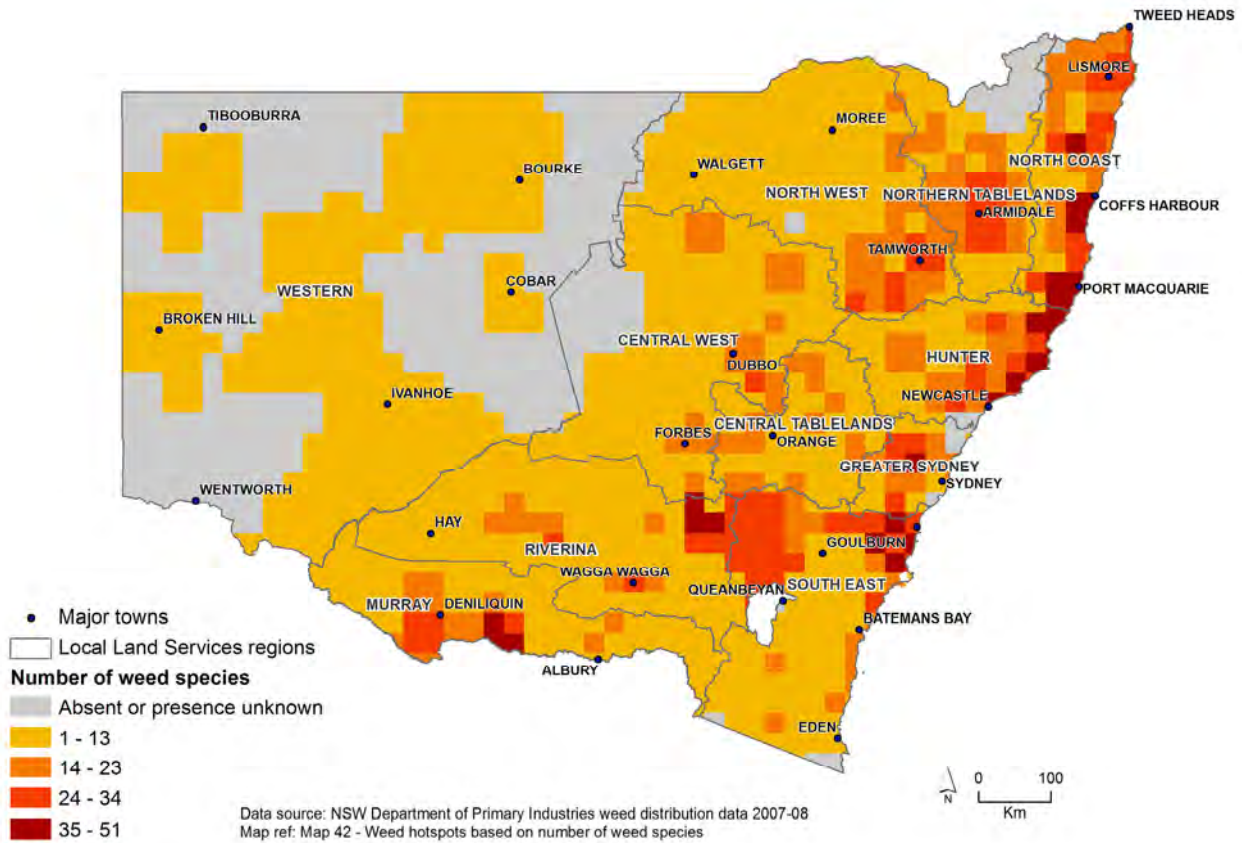 TWEED HEADS
LISMORE
TIBOOBURRA
MOREE
BOURKE
WALGETT
NORTH COAST
NORTH WEST
NORTHERN TABLELANDS
COFFS HARBOUR
ARMIDALE
TAMWORTH
COBAR
WESTERN
PORT MACQUARIE
BROKEN HILL
CENTRAL WEST
HUNTER
DUBBO
IVANHOE
NEWCASTLE
CENTRAL TABLELANDS
FORBES
ORANGE
GREATER SYDNEY
SYDNEY
WENTWORTH
HAY
GOULBURN
RIVERINA
WAGGA WAGGA
QUEANBEYAN
SOUTH EAST
MURRAY
DENILIQUIN
BATEMANS BAY
ALBURY
EDEN
Major towns
Local Land Services regions
Number of weed species
Absent or presence unknown
1 - 13
14 - 23
24 - 34
35 - 51
N
0 100
Km
Data source: NSW Department of Primary Industries weed distribution data 2007-08
Map ref: Map 42 - Weed hotspots based on number of weed species